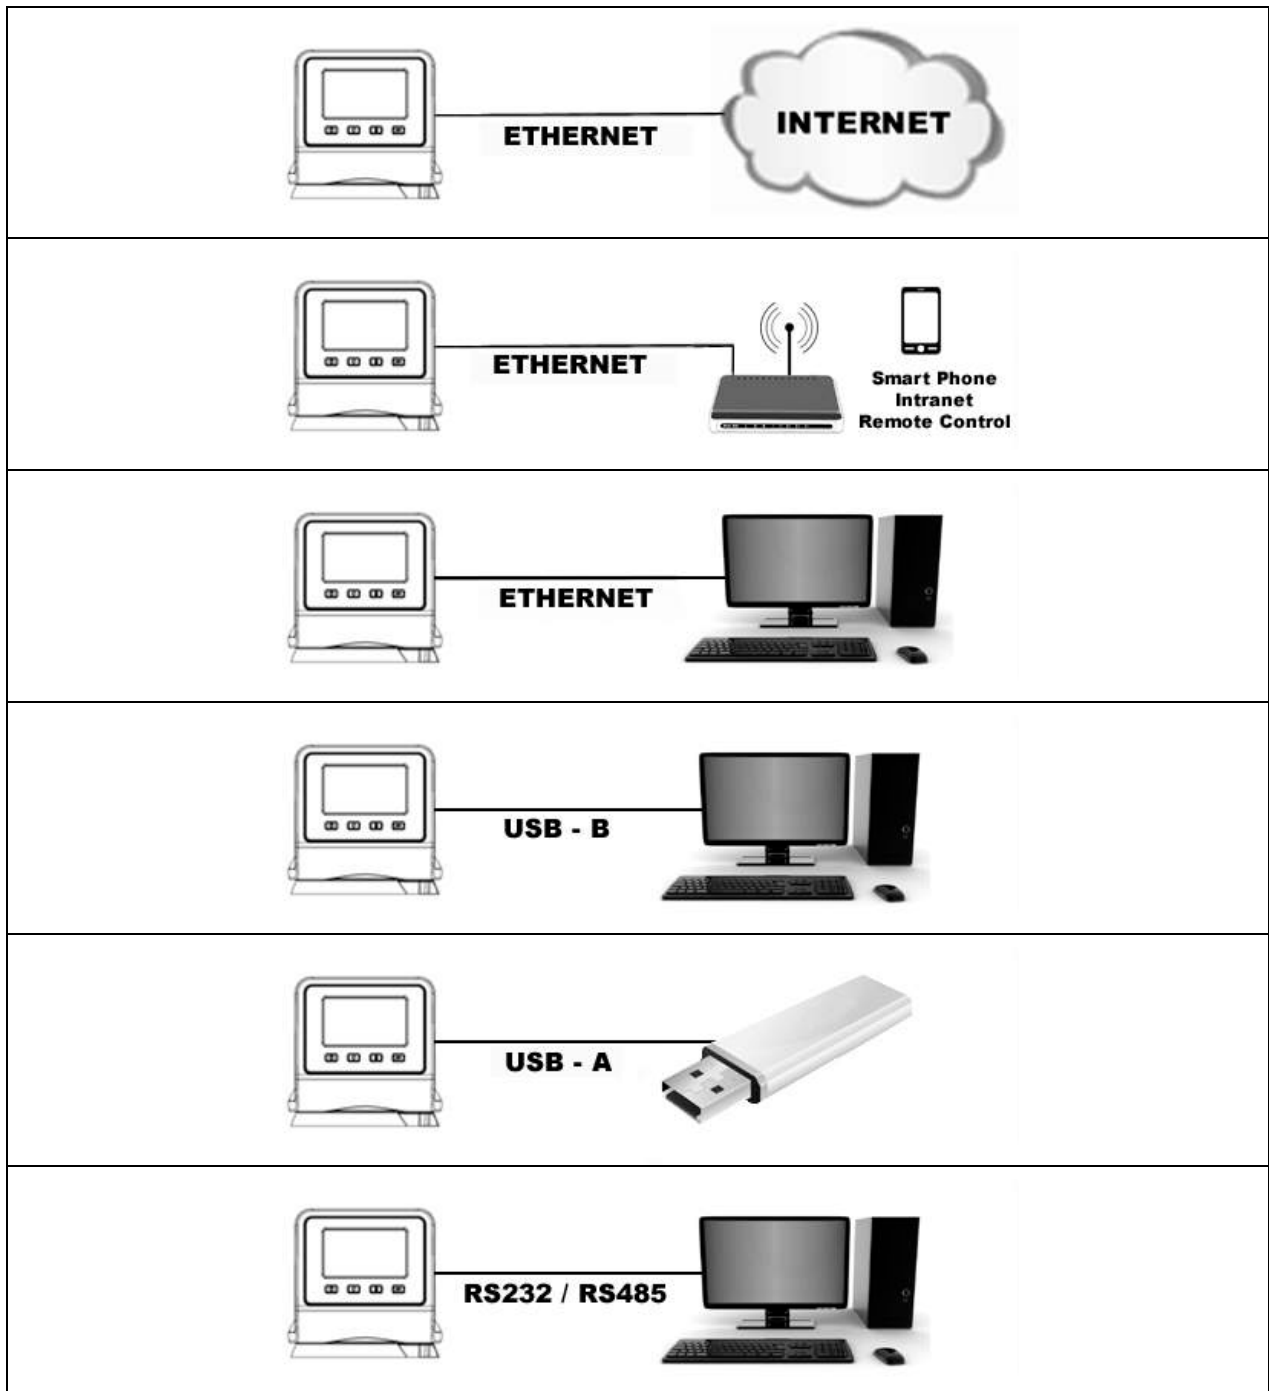 ETHERNET
INTERNET
ETHERNET
Smart Phone
Intranet
Remote Control
ETHERNET
USB - B
USB - A
RS232 / RS485